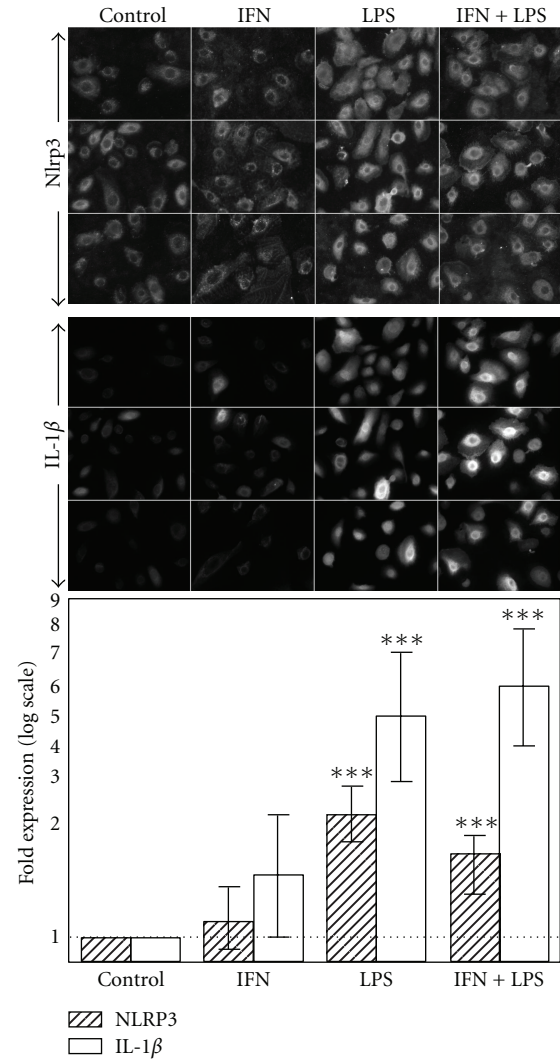 Control IFN LPS IFN + LPS
Nlrp3
IL-1β
9
8
7
6
5
4
3
2
1
Fold expression (log scale)
***
***
***
***
Control IFN LPS IFN + LPS
NLRP3
IL-1β